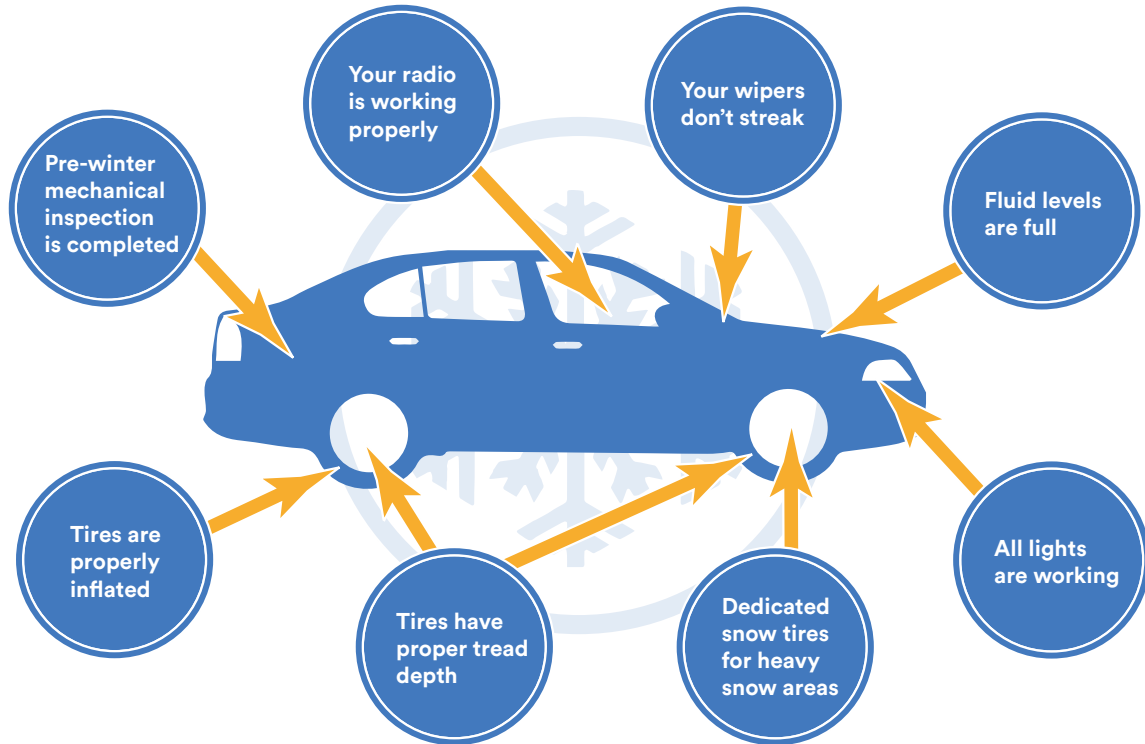 Your radio
is working
properly
Your wipers
don’t streak
Pre-winter
mechanical
inspection
is completed
Fluid levels
are full
Tires are
properly
inflated
Tires have
proper tread
depth
Dedicated
snow tires
for heavy
snow areas
All lights
are working